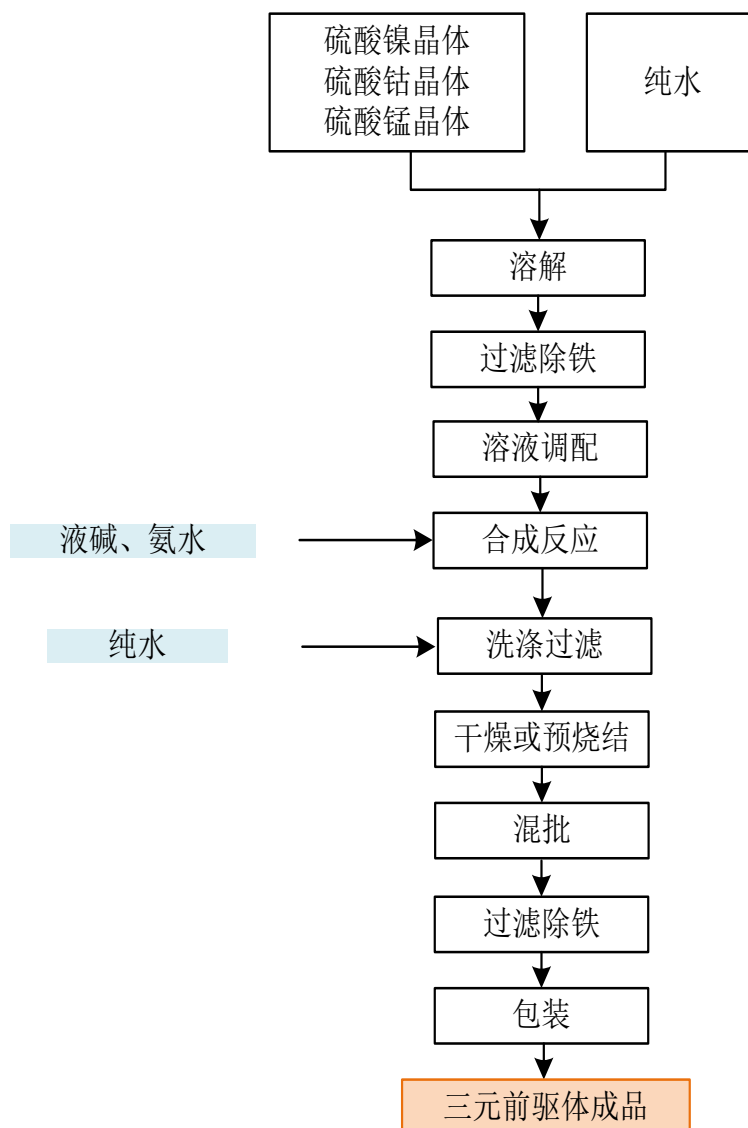 硫酸镍晶体
硫酸钴晶体
硫酸锰晶体
纯水
溶解
过滤除铁
溶液调配
液碱、氨水
合成反应
纯水
洗涤过滤
干燥或预烧结
混批
过滤除铁
包装
三元前驱体成品